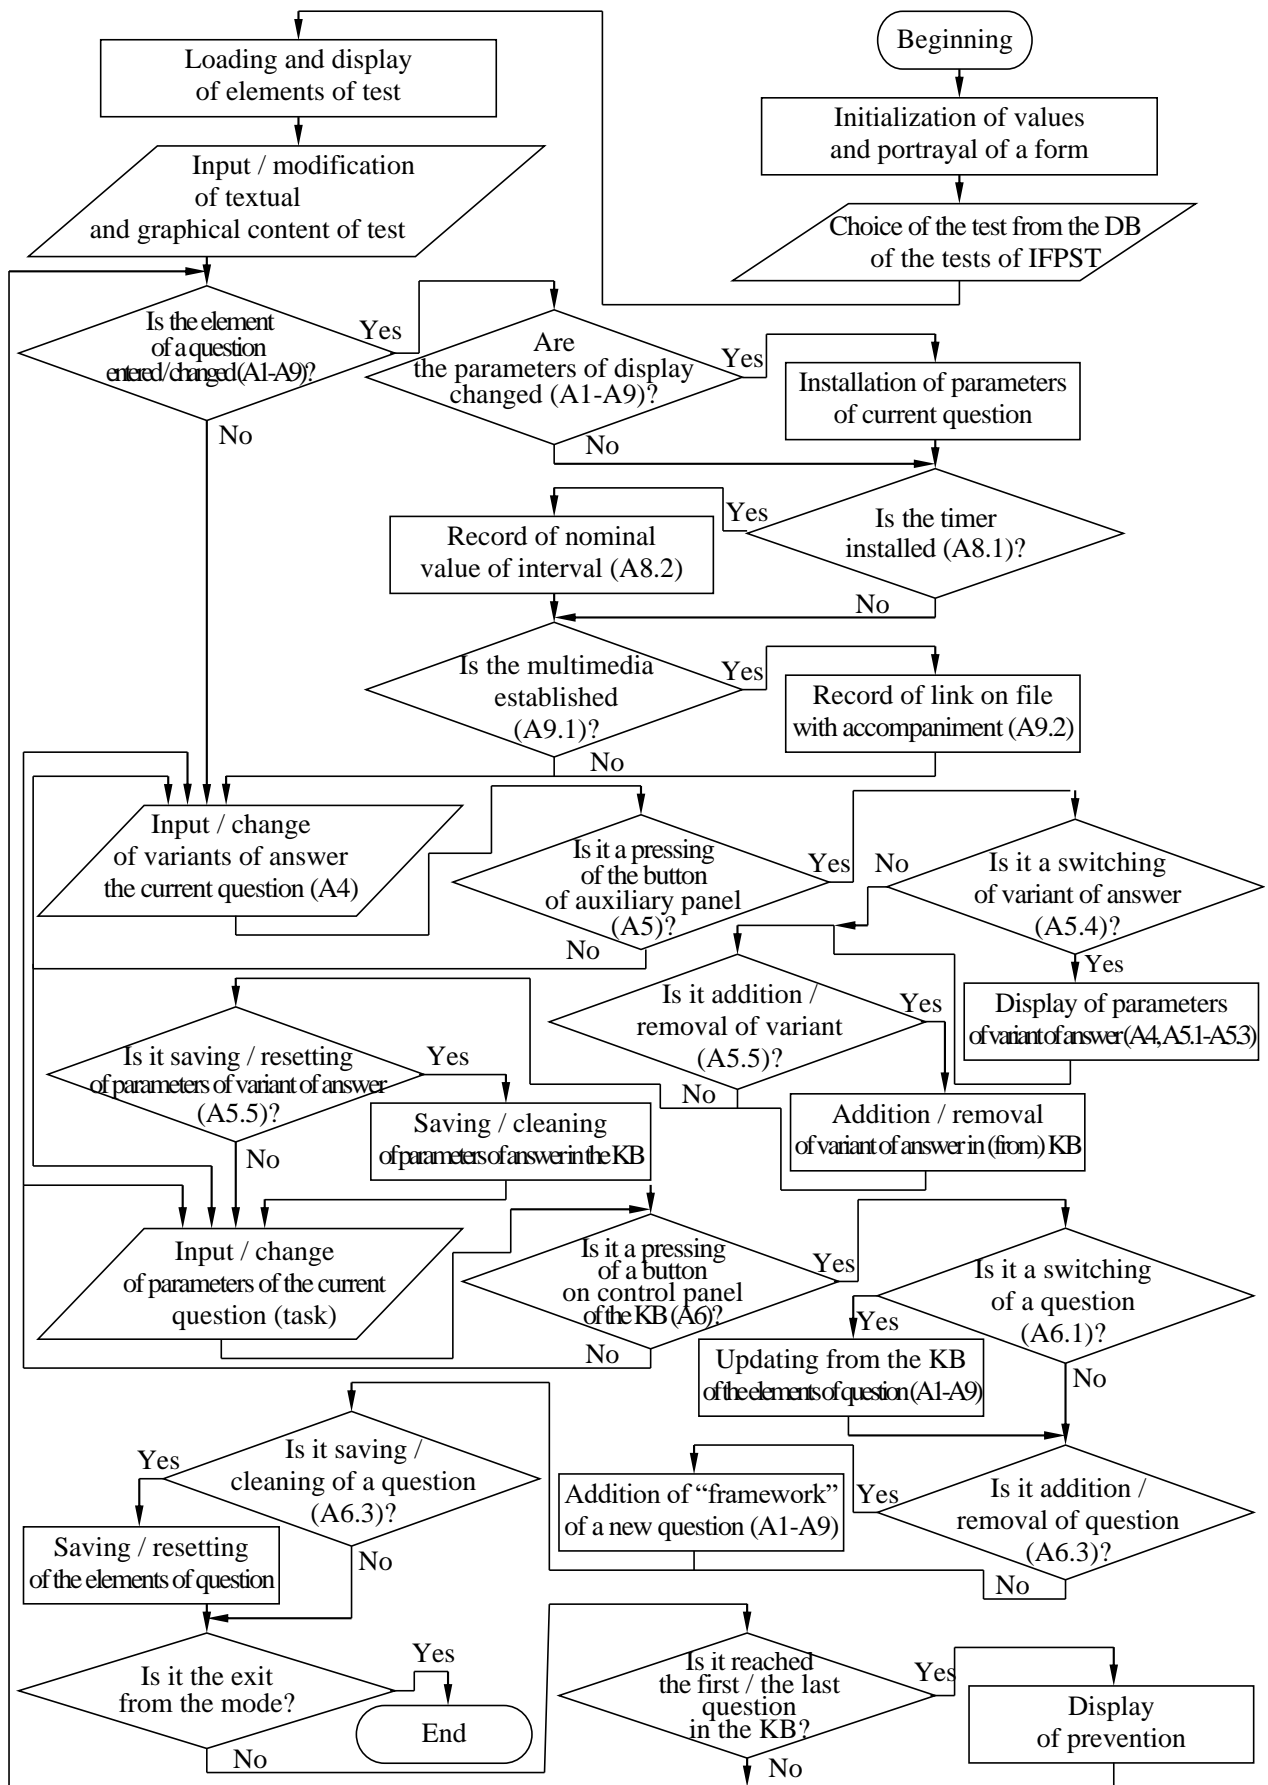 Beginning
Initialization of values
and portrayal of a form
Choice of the test from the DB
of the tests of IFPST
Loading and display
of elements of test
Input / modification
of textual
and graphical content of test
Is the element
of a question
entered/changed (A1-A9)?
Yes
No
Are
the parameters of display
changed (A1-A9)?
Yes
No
Installation of parameters
of current question
Is the timer
installed (A8.1)?
Yes
No
Record of nominal
value of interval (A8.2)
Is the multimedia
established
(A9.1)?
Yes
No
Record of link on file
with accompaniment (A9.2)
Input / change
of variants of answer
the current question (A4)
Is it a pressing
of the button
of auxiliary panel
(A5)?
Yes
No
Is it a switching
of variant of answer
(A5.4)?
No
Yes
Display of parameters
of variant of answer (A4, A5.1-A5.3)
Is it addition /
removal of variant
(A5.5)?
Yes
No
Addition / removal
of variant of answer in (from) KB
Is it saving / resetting
of parameters of variant of answer
(A5.5)?
Yes
No
Saving / cleaning
of parameters of answer in the KB
Input / change
of parameters of the current
question (task)
Is it a pressing
of a button
on control panel
of the KB (A6)?
Yes
No
Is it a switching
of a question
(A6.1)?
Yes
No
Updating from the KB
of the elements of question (A1-A9)
Is it addition /
removal of question
(A6.3)?
Yes
No
Addition of “framework”
of a new question (A1-A9)
Is it saving /
cleaning of a question
(A6.3)?
Yes
No
Saving / resetting
of the elements of question
Is it the exit
from the mode?
Yes
No
End
Is it reached
the first / the last
question
in the KB?
Yes
No
Display
of prevention